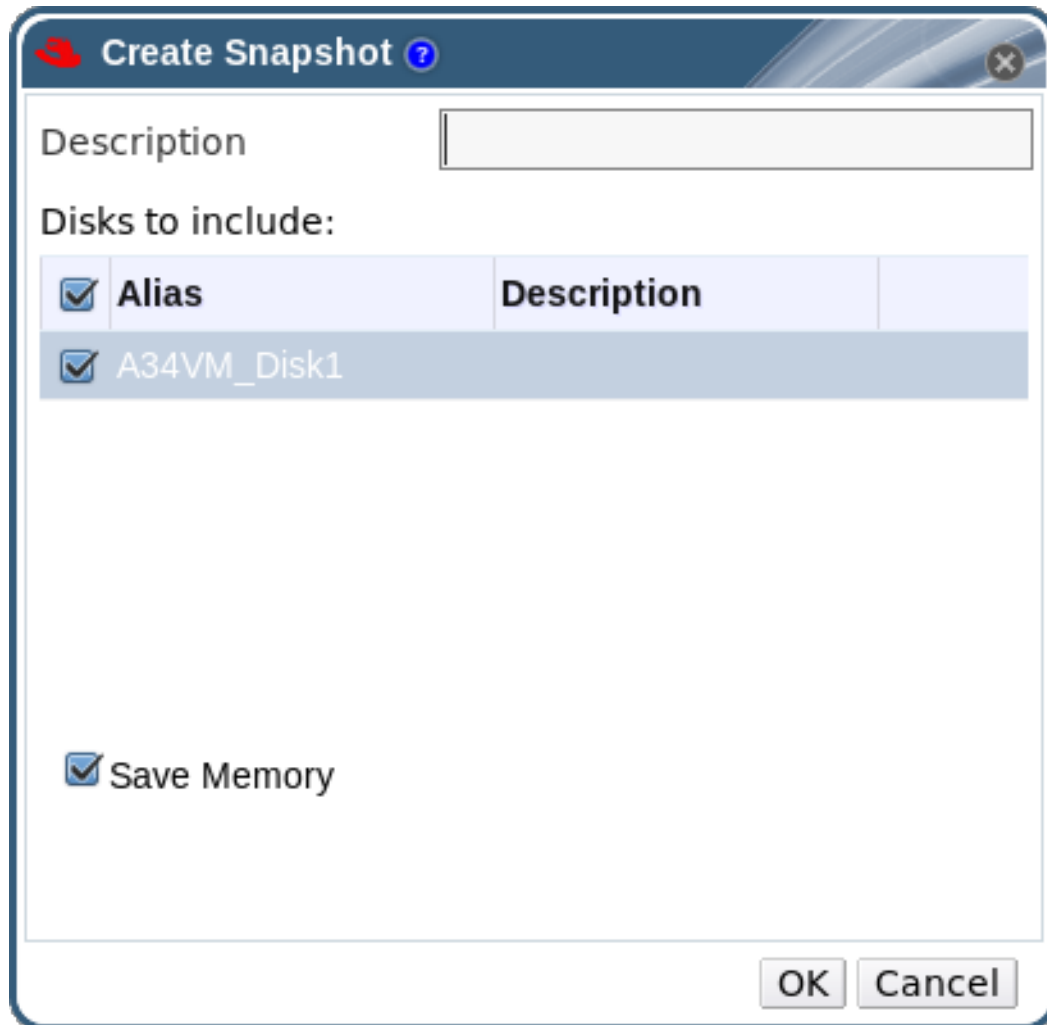 Create Snapshot ?
Description
Disks to include:
Alias Description
A34VM_Disk1
Save Memory
OK Cancel